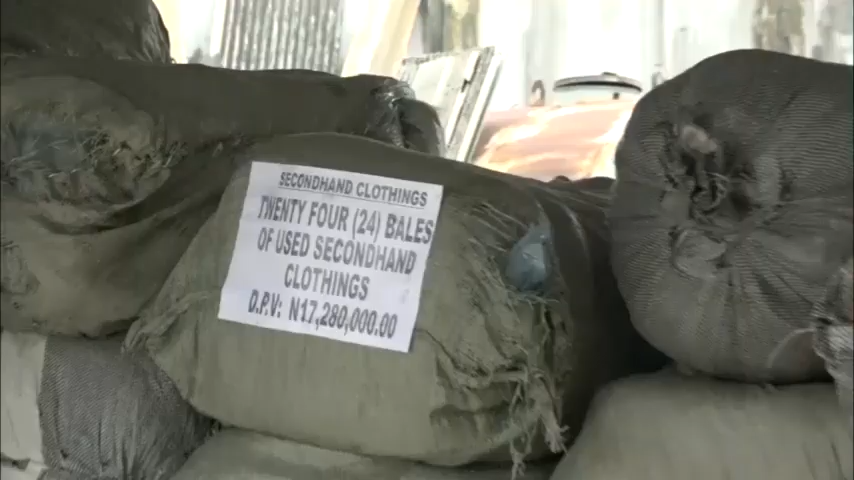 SECONDHAND CLOTHINGS
TWENTY FOUR (24) BALES
OF USED SECONDHAND
CLOTHINGS
D.P.V: N17,280,000.00